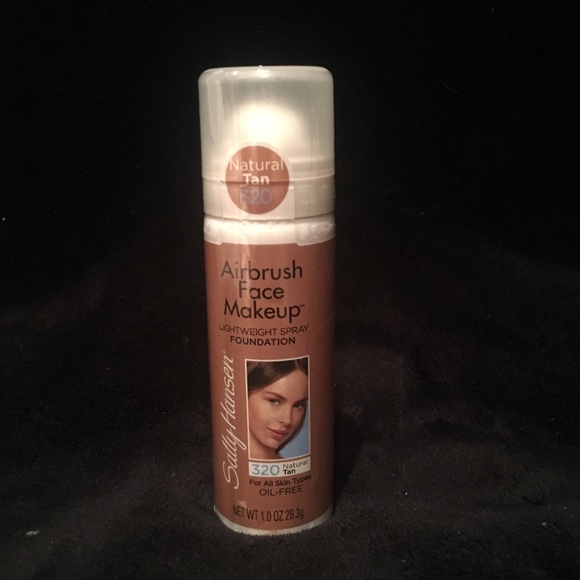 Natural
Tan
320
Airbrush
Face
Makeup™
LIGHTWEIGHT SPRAY
FOUNDATION
Sally Hansen®
320 Natural
Tan
For All Skin Types
OIL-FREE
NET WT 1.0 OZ 28.3g